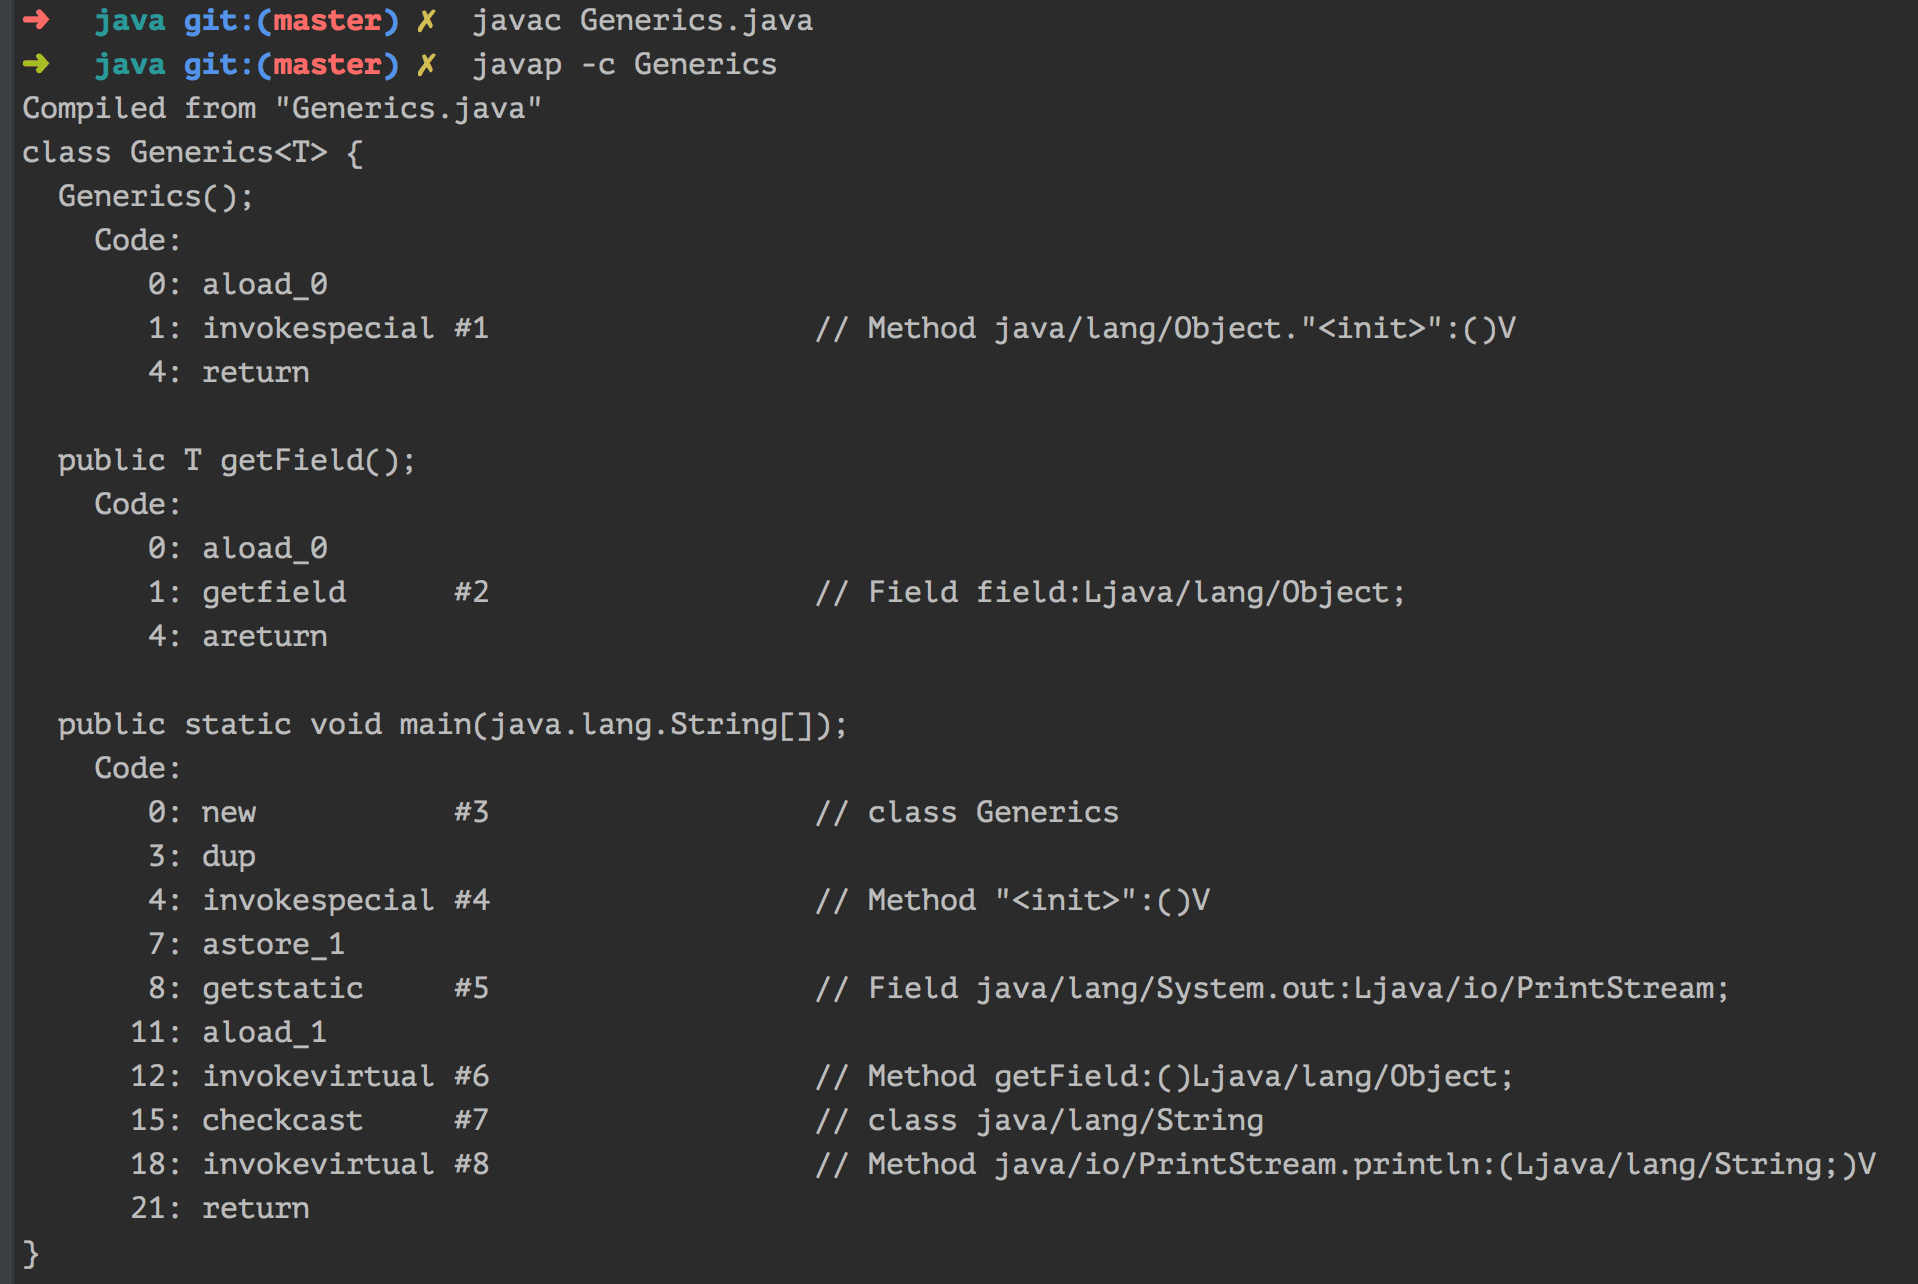 ➜  java git:(master) ✗  javac Generics.java
➜  java git:(master) ✗  javap -c Generics
Compiled from "Generics.java"
class Generics<T> {
  Generics();
    Code:
       0: aload_0
       1: invokespecial #1                  // Method java/lang/Object."<init>":()V
       4: return

  public T getField();
    Code:
       0: aload_0
       1: getfield      #2                  // Field field:Ljava/lang/Object;
       4: areturn

  public static void main(java.lang.String[]);
    Code:
       0: new           #3                  // class Generics
       3: dup
       4: invokespecial #4                  // Method "<init>":()V
       7: astore_1
       8: getstatic     #5                  // Field java/lang/System.out:Ljava/io/PrintStream;
      11: aload_1
      12: invokevirtual #6                  // Method getField:()Ljava/lang/Object;
      15: checkcast     #7                  // class java/lang/String
      18: invokevirtual #8                  // Method java/io/PrintStream.println:(Ljava/lang/String;)V
      21: return
}